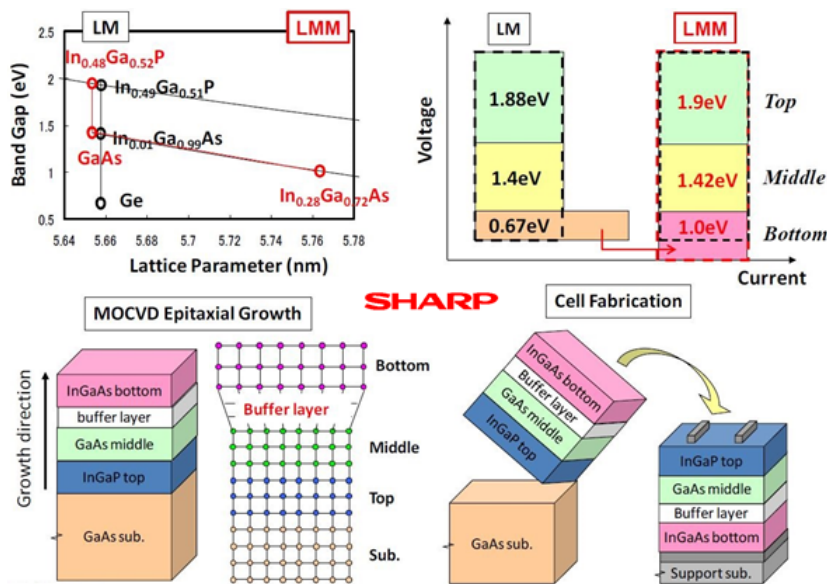 LM
LMM
Band Gap (eV)
2.5
2
1.5
1
0.5
In0.48Ga0.52P
In0.49Ga0.51P
In0.01Ga0.99As
GaAs
Ge
In0.28Ga0.72As
5.64
5.66
5.68
5.7
5.72
5.74
5.76
5.78
Lattice Parameter (nm)
LM
LMM
Voltage
1.88eV
1.9eV
Top
1.4eV
1.42eV
Middle
0.67eV
1.0eV
Bottom
Current
SHARP
MOCVD Epitaxial Growth
Growth direction
InGaAs bottom
buffer layer
GaAs middle
InGaP top
GaAs sub.
Bottom
Buffer layer
Middle
Top
Sub.
Cell Fabrication
InGaAs bottom
Buffer layer
GaAs middle
InGaP top
GaAs sub.
InGaP top
GaAs middle
Buffer layer
InGaAs bottom
Support sub.